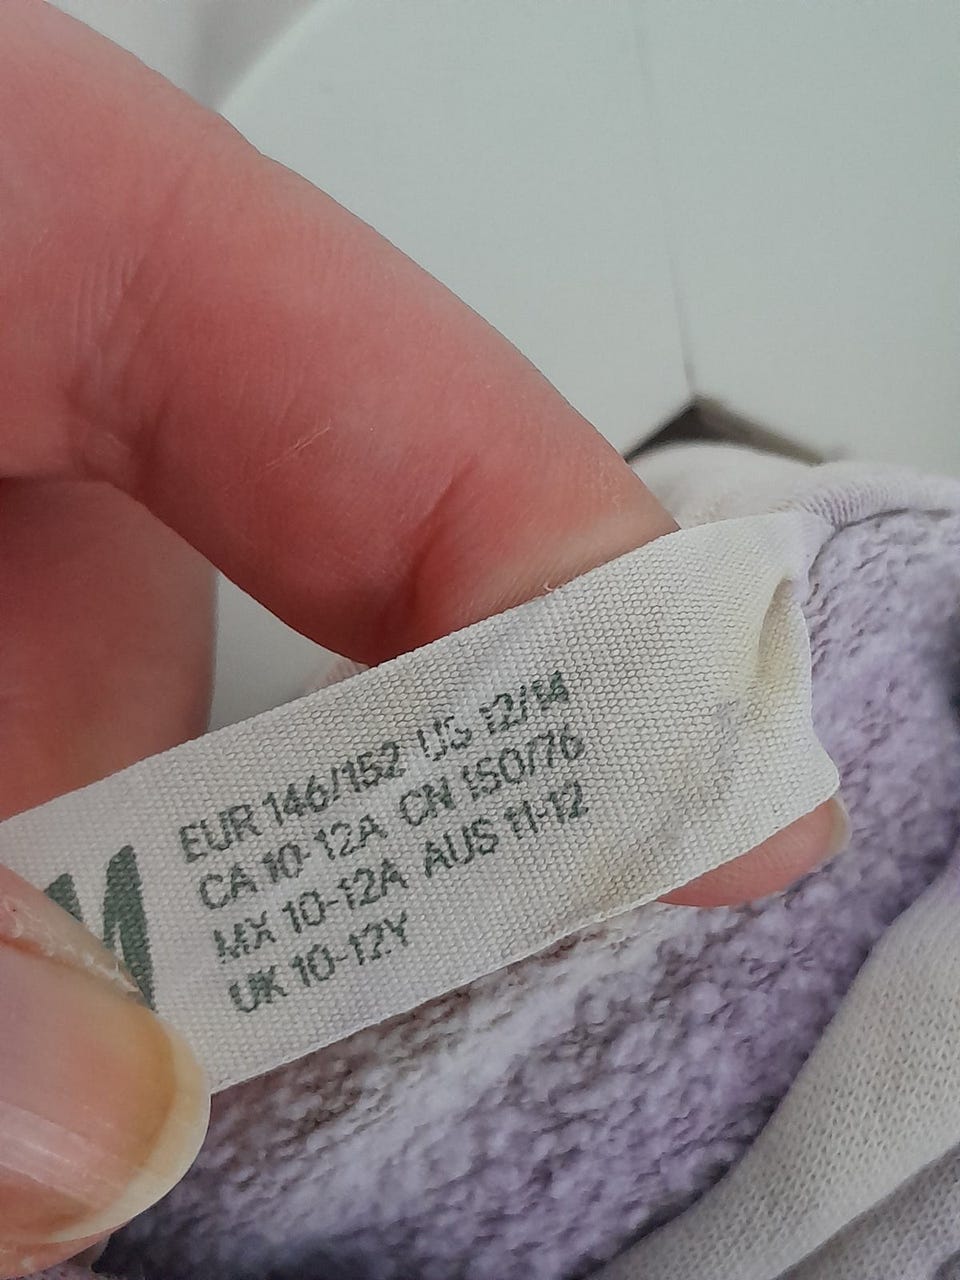 M
EUR 146/152 US 12/14
CA 10-12A CN 150/76
MX 10-12A AUS 11-12
UK 10-12Y